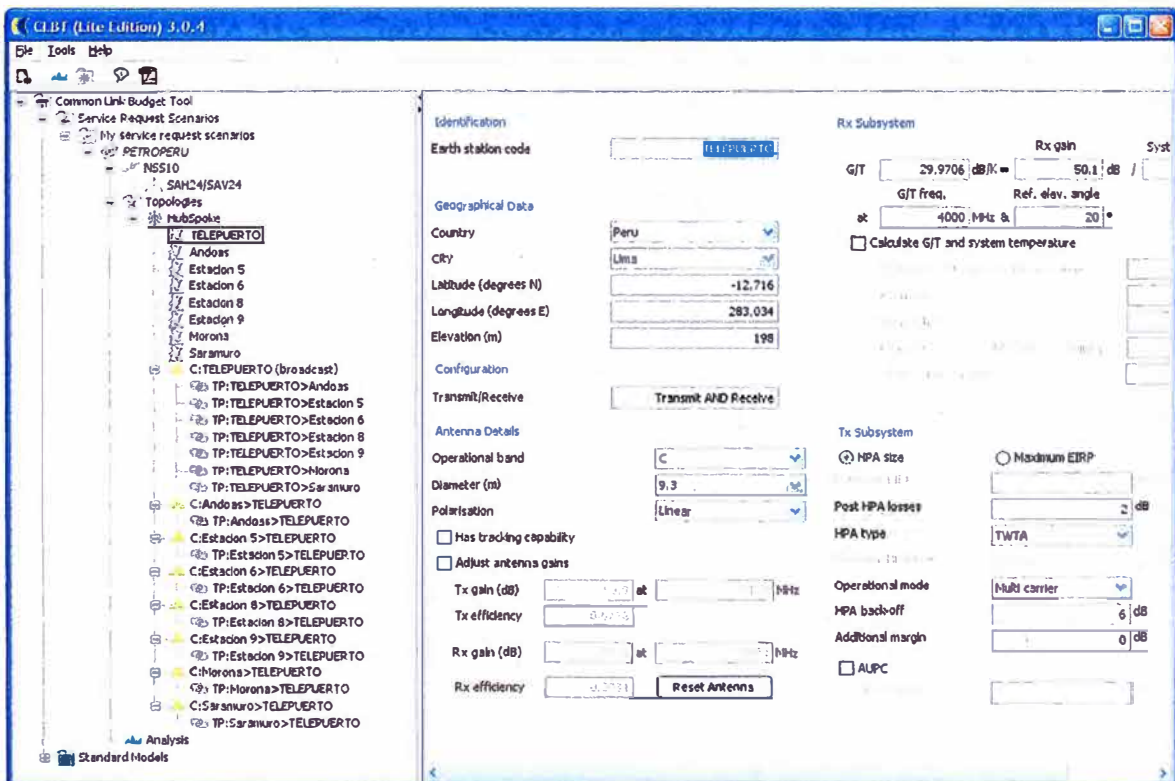 CLBT (Lite Edition) 3.0.4
File Tools Help
Common Link Budget Tool
Service Request Scenarios
My service request scenarios
PETROPERU
NSS10
SAH24/SAV24
Topologies
HubSpoke
TELEPUERTO
Andoas
Estacion 5
Estacion 6
Estacion 8
Estacion 9
Morona
Saramuro
C:TELEPUERTO (broadcast)
TP:TELEPUERTO>Andoas
TP:TELEPUERTO>Estacion 5
TP:TELEPUERTO>Estacion 6
TP:TELEPUERTO>Estacion 8
TP:TELEPUERTO>Estacion 9
TP:TELEPUERTO>Morona
TP:TELEPUERTO>Saramuro
C:Andoas>TELEPUERTO
TP:Andoas>TELEPUERTO
C:Estacion 5>TELEPUERTO
TP:Estacion 5>TELEPUERTO
C:Estacion 6>TELEPUERTO
TP:Estacion 6>TELEPUERTO
C:Estacion 8>TELEPUERTO
TP:Estacion 8>TELEPUERTO
C:Estacion 9>TELEPUERTO
TP:Estacion 9>TELEPUERTO
C:Morona>TELEPUERTO
TP:Morona>TELEPUERTO
C:Saramuro>TELEPUERTO
TP:Saramuro>TELEPUERTO
Analysis
Standard Models
Identification
Earth station code TELEPUERTO
Geographical Data
Country Peru
City Lima
Latitude (degrees N) -12,716
Longitude (degrees E) 283,034
Elevation (m) 198
Configuration
Transmit/Receive Transmit AND Receive
Antenna Details
Operational band C
Diameter (m) 9,3
Polarisation Linear
Has tracking capability
Adjust antenna gains
Tx gain (dB) at MHz
Tx efficiency
Rx gain (dB) at MHz
Rx efficiency Reset Antenna
Rx Subsystem
Rx gain Syst
G/T 29,9706 dB/K = 50,1 dB /
G/T freq. Ref. elev. angle
at 4000 MHz & 20 °
Calculate G/T and system temperature
Tx Subsystem
HPA size Maximum EIRP
Post HPA losses 2 dB
HPA type TWTA
Operational mode Multi carrier
HPA back-off 6 dB
Additional margin 0 dB
AUPC